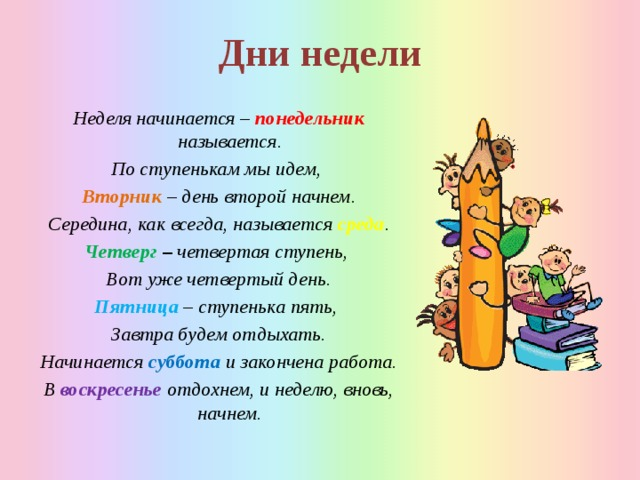 Дни недели
Неделя начинается – понедельник
называется.
По ступенькам мы идем,
Вторник – день второй начнем.
Середина, как всегда, называется среда.
Четверг – четвертая ступень,
Вот уже четвертый день.
Пятница – ступенька пять,
Завтра будем отдыхать.
Начинается суббота и закончена работа.
В воскресенье отдохнем, и неделю, вновь,
начнем.